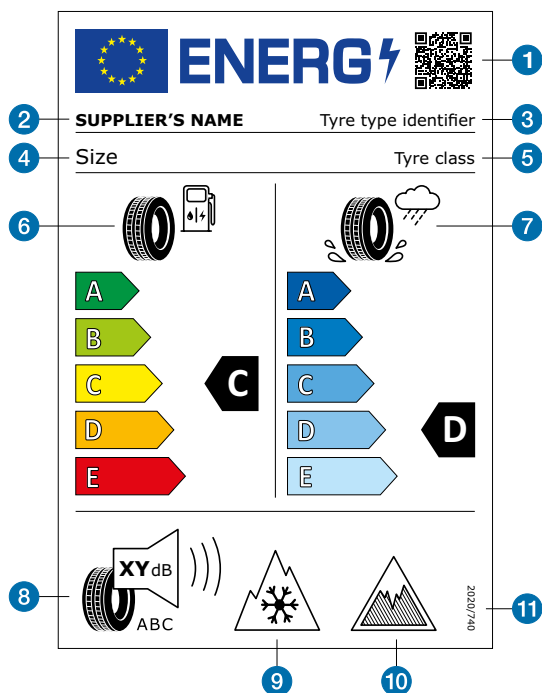 ENERG
1
2 SUPPLIER'S NAME Tyre type identifier 3
4 Size Tyre class 5
6 7
A A
B B
C C C
D D D
E E
XY dB
8 ABC 2020/740 11
9 10